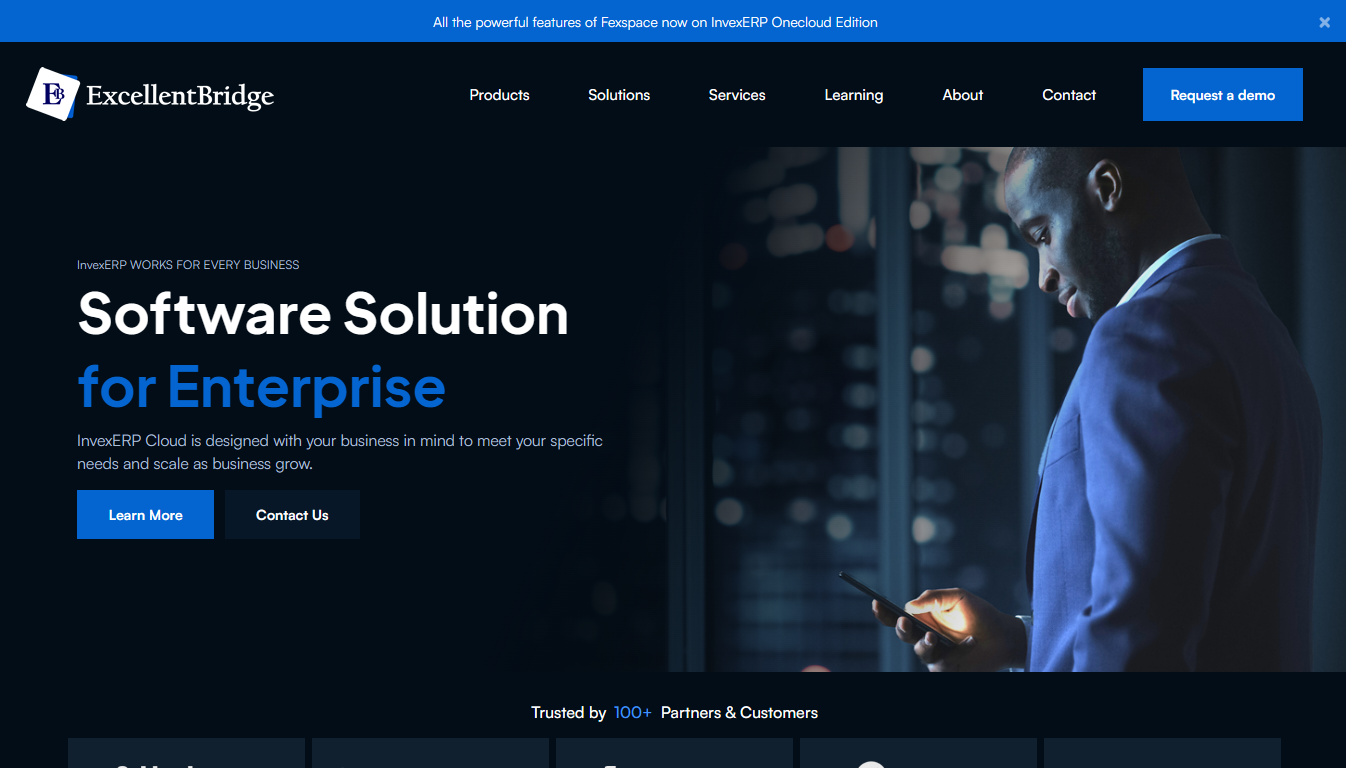 All the powerful features of Fexspace now on InvexERP Onecloud Edition
×
EB ExcellentBridge
Products
Solutions
Services
Learning
About
Contact
Request a demo
InvexERP WORKS FOR EVERY BUSINESS
Software Solution
for Enterprise
InvexERP Cloud is designed with your business in mind to meet your specific
needs and scale as business grow.
Learn More
Contact Us
Trusted by 100+ Partners & Customers